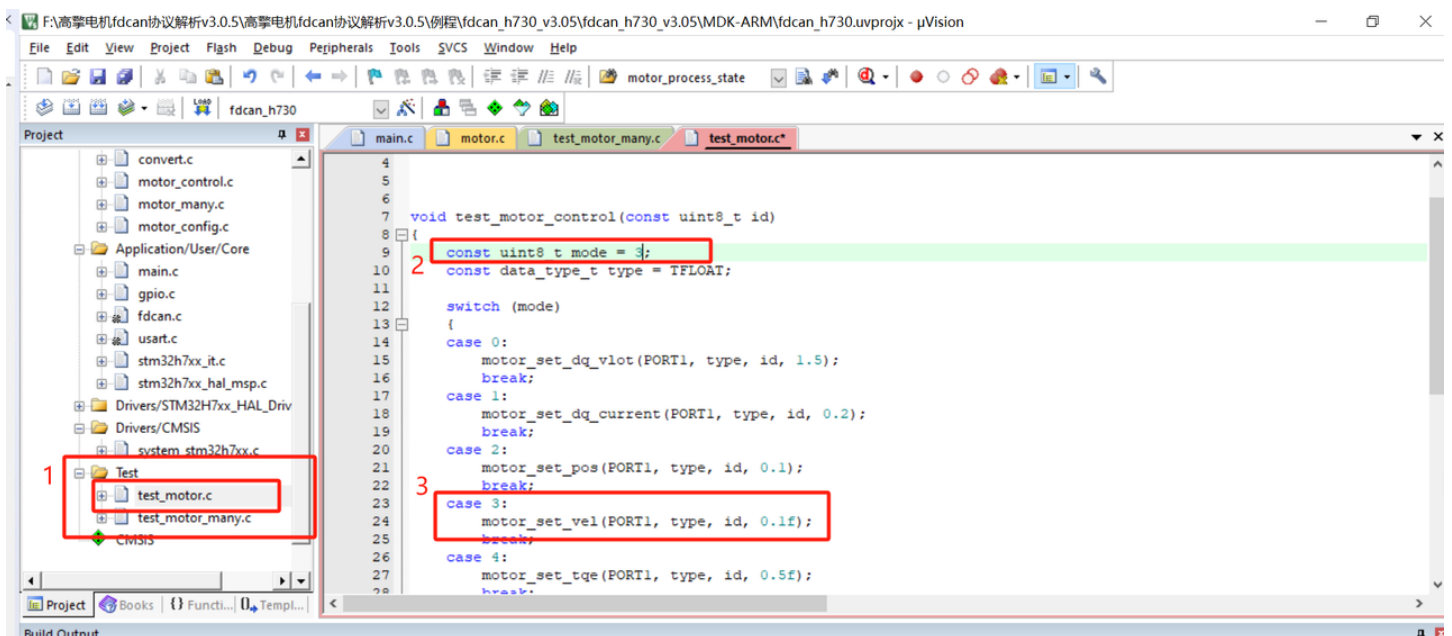 F:\高擎电机fdcan协议解析v3.0.5\高擎电机fdcan协议解析v3.0.5\例程\fdcan_h730_v3.05\fdcan_h730_v3.05\MDK-ARM\fdcan_h730.uvprojx - µVision
File Edit View Project Flash Debug Peripherals Tools SVCS Window Help
motor_process_state
LOAD fdcan_h730
Project
convert.c
motor_control.c
motor_many.c
motor_config.c
Application/User/Core
main.c
gpio.c
fdcan.c
usart.c
stm32h7xx_it.c
stm32h7xx_hal_msp.c
Drivers/STM32H7xx_HAL_Driv
Drivers/CMSIS
system_stm32h7xx.c
1
Test
test_motor.c
test_motor_many.c
CMSIS
Project Books {} Functi... Templ...
main.c motor.c test_motor_many.c test_motor.c*
4
5
6
7 void test_motor_control(const uint8_t id)
8 {
9 const uint8_t mode = 3;
2
10 const data_type_t type = TFLOAT;
11
12 switch (mode)
13 {
14 case 0:
15 motor_set_dq_vlot(PORT1, type, id, 1.5);
16 break;
17 case 1:
18 motor_set_dq_current(PORT1, type, id, 0.2);
19 break;
20 case 2:
21 motor_set_pos(PORT1, type, id, 0.1);
22 break;
3
23 case 3:
24 motor_set_vel(PORT1, type, id, 0.1f);
25 break;
26 case 4:
27 motor_set_tqe(PORT1, type, id, 0.5f);
28 break;
Build Output